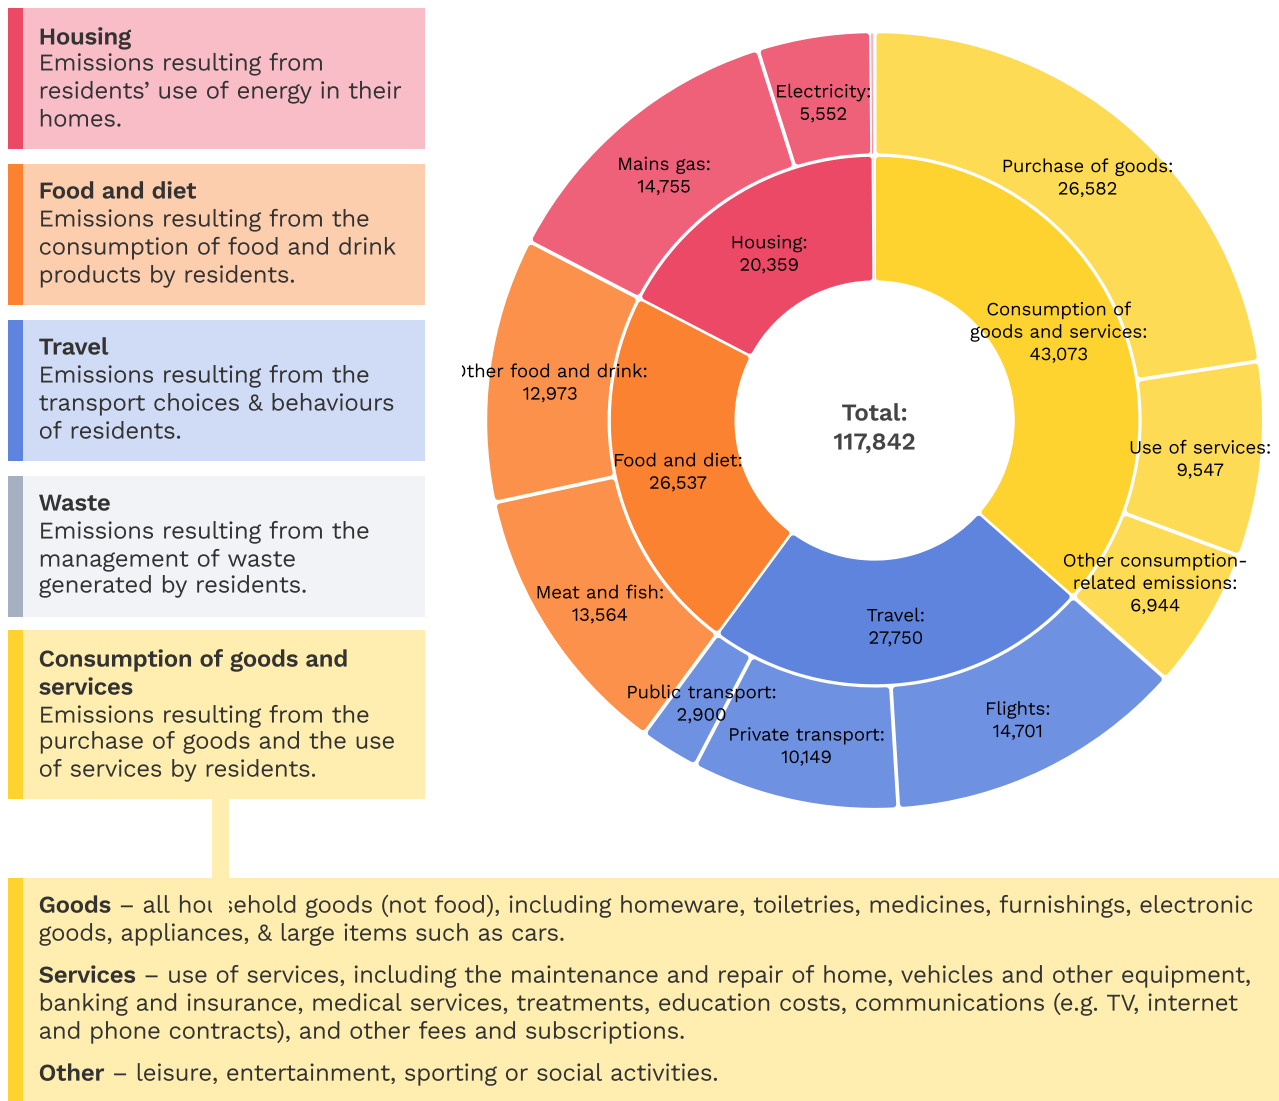 Housing
Emissions resulting from
residents’ use of energy in their
homes.
Food and diet
Emissions resulting from the
consumption of food and drink
products by residents.
Travel
Emissions resulting from the
transport choices & behaviours
of residents.
Waste
Emissions resulting from the
management of waste
generated by residents.
Consumption of goods and
services
Emissions resulting from the
purchase of goods and the use
of services by residents.
Electricity:
5,552
Mains gas:
14,755
Purchase of goods:
26,582
Housing:
20,359
Consumption of
goods and services:
43,073
food and drink:
12,973
Total:
117,842
Food and diet:
26,537
Use of services:
9,547
Other consumption-
related emissions:
6,944
Meat and fish:
13,564
Travel:
27,750
Public transport:
2,900
Private transport:
10,149
Flights:
14,701
Goods – all household goods (not food), including homeware, toiletries, medicines, furnishings, electronic
goods, appliances, & large items such as cars.
Services – use of services, including the maintenance and repair of home, vehicles and other equipment,
banking and insurance, medical services, treatments, education costs, communications (e.g. TV, internet
and phone contracts), and other fees and subscriptions.
Other – leisure, entertainment, sporting or social activities.